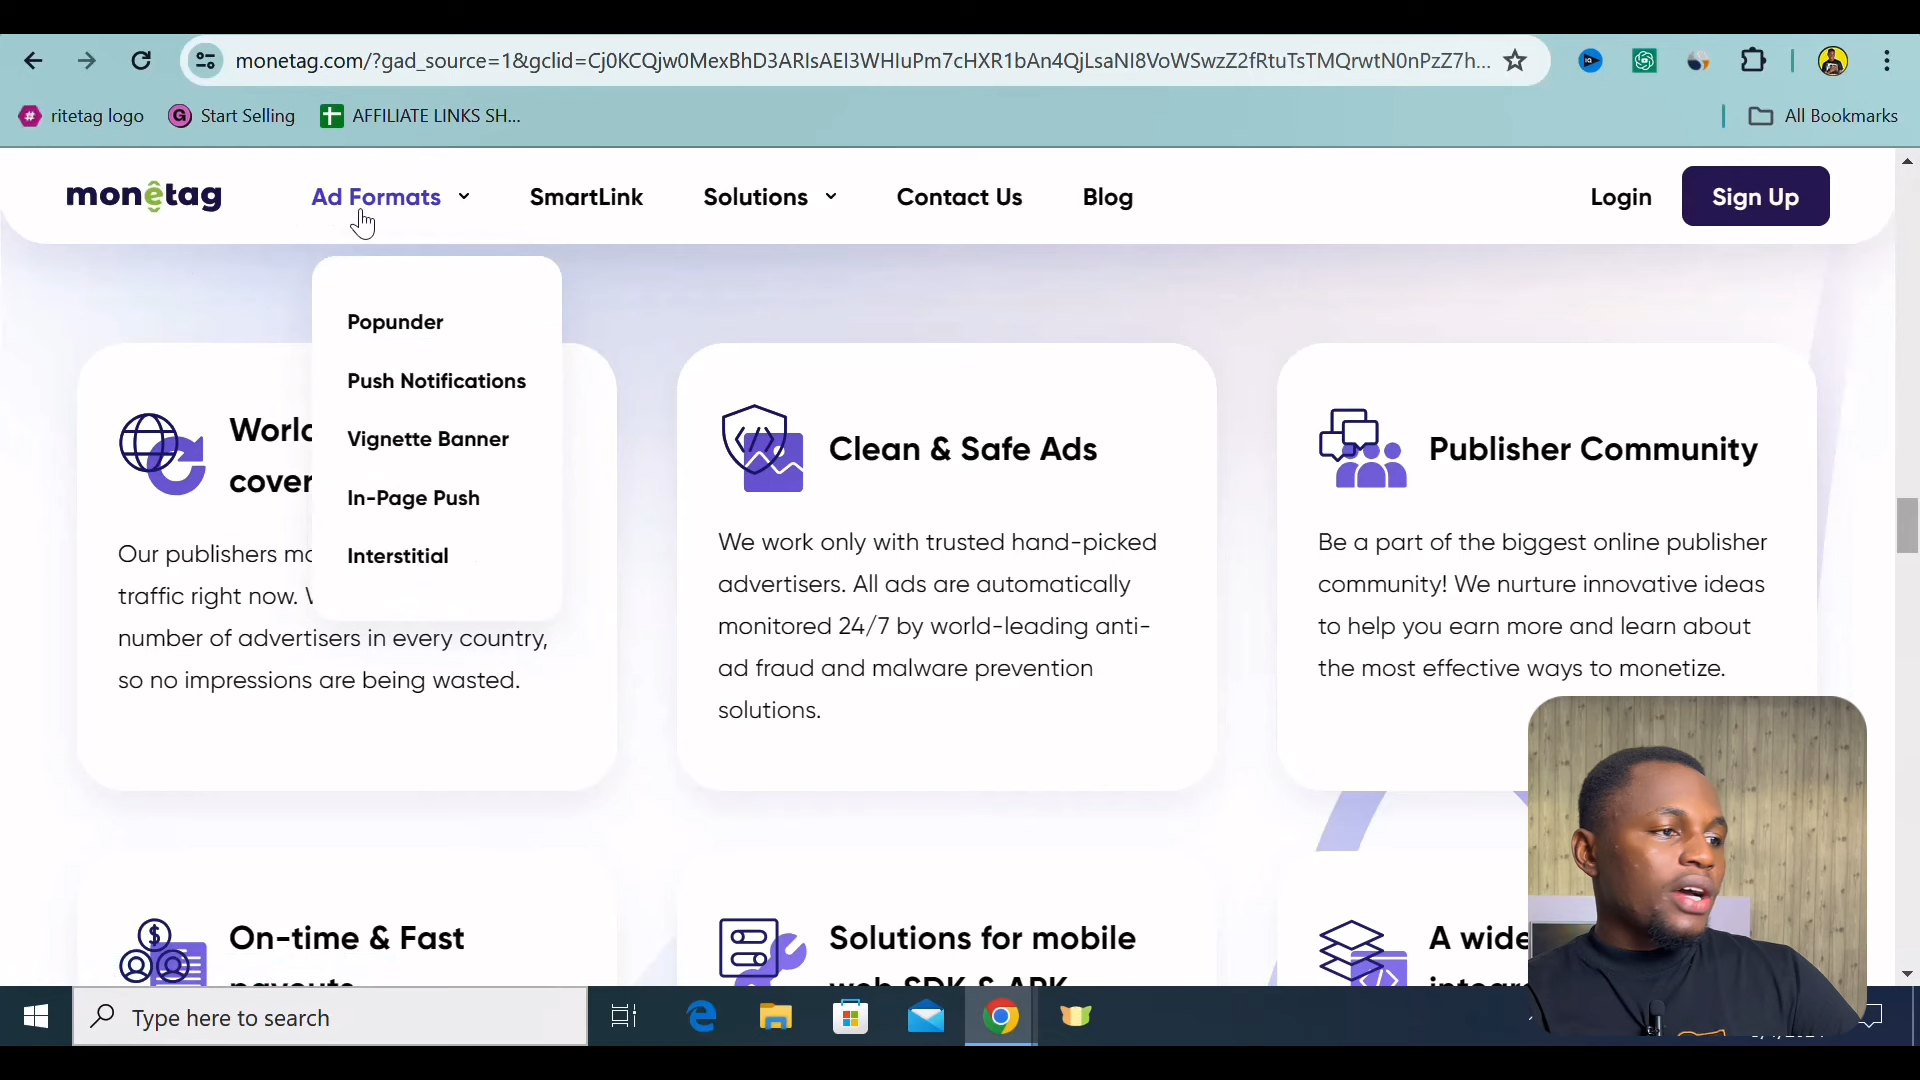 monetag.com/?gad_source=1&gclid=Cj0KCQjw0MexBhD3ARIsAEI3WHIuPm7cHXR1bAn4QjLsaNI8VoWSwzZ2fRtuTsTMQrwtN0nPzZ7h...
ritetag logo
Start Selling
AFFILIATE LINKS SH...
All Bookmarks
monetag
Ad Formats
SmartLink
Solutions
Contact Us
Blog
Login
Sign Up
Popunder
Push Notifications
Vignette Banner
In-Page Push
Interstitial
cover
Our publishers
traffic right now.
number of advertisers in every country,
so no impressions are being wasted.
Clean & Safe Ads
We work only with trusted hand-picked
advertisers. All ads are automatically
monitored 24/7 by world-leading anti-
ad fraud and malware prevention
solutions.
Publisher Community
Be a part of the biggest online publisher
community! We nurture innovative ideas
to help you earn more and learn about
the most effective ways to monetize.
On-time & Fast
payouts
Solutions for mobile
web SDK & APK
A wide
Type here to search